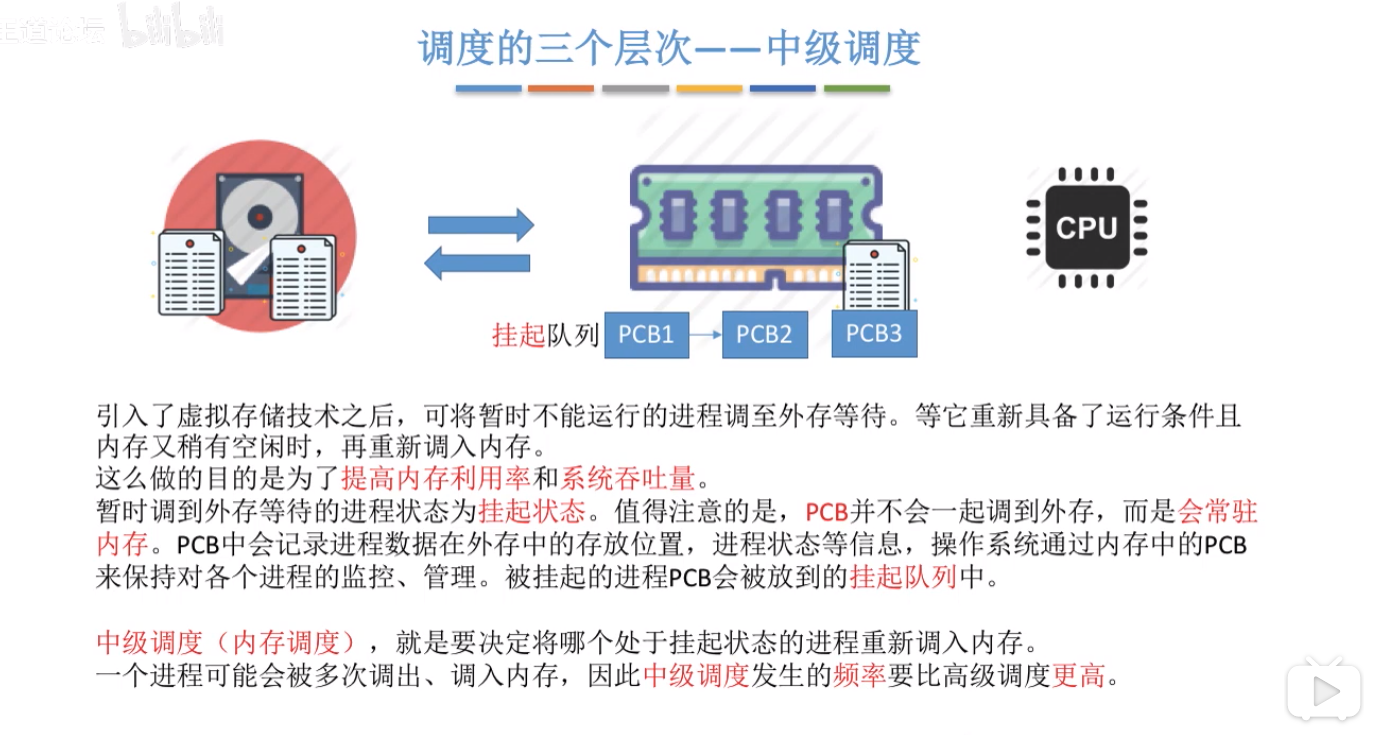 王道论坛 bilibili
调度的三个层次——中级调度
CPU
挂起队列 PCB1 PCB2 PCB3
引入了虚拟存储技术之后，可将暂时不能运行的进程调至外存等待。等它重新具备了运行条件且
内存又稍有空闲时，再重新调入内存。
这么做的目的是为了提高内存利用率和系统吞吐量。
暂时调到外存等待的进程状态为挂起状态。值得注意的是，PCB并不会一起调到外存，而是会常驻
内存。PCB中会记录进程数据在外存中的存放位置，进程状态等信息，操作系统通过内存中的PCB
来保持对各个进程的监控、管理。被挂起的进程PCB会被放到的挂起队列中。
中级调度（内存调度），就是要决定将哪个处于挂起状态的进程重新调入内存。
一个进程可能会被多次调出、调入内存，因此中级调度发生的频率要比高级调度更高。